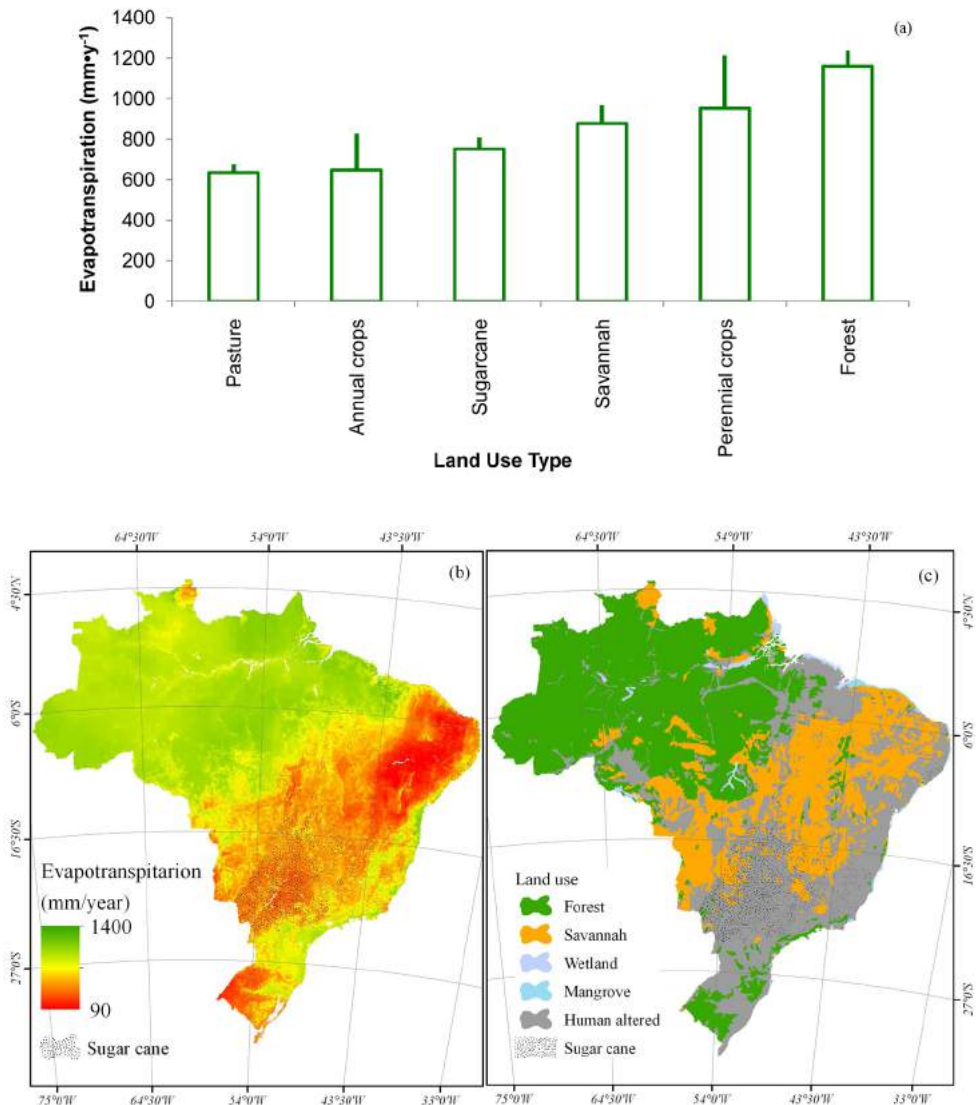 (a)
Evapotranspiration (mm•y⁻¹)
1400
1200
1000
800
600
400
200
0
Pasture
Annual crops
Sugarcane
Savannah
Perennial crops
Forest
Land Use Type
64°30'W 54°0'W 43°30'W
(b)
4°30'N
6°0'S
16°30'S
27°0'S
Evapotranspitarion
(mm/year)
1400
90
Sugar cane
75°0'W 64°30'W 54°0'W 43°30'W 33°0'W
64°30'W 54°0'W 43°30'W
(c)
4°30'N
6°0'S
16°30'S
27°0'S
Land use
Forest
Savannah
Wetland
Mangrove
Human altered
Sugar cane
75°0'W 64°30'W 54°0'W 43°30'W 33°0'W